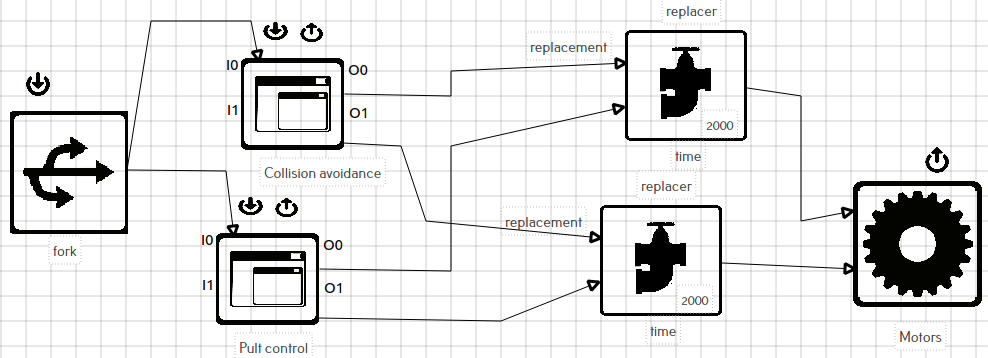 replacer
replacement
I0
O0
I1
O1
2000
time
Collision avoidance
replacer
replacement
I0
O0
fork
I1
O1
2000
time
Motors
Pult control